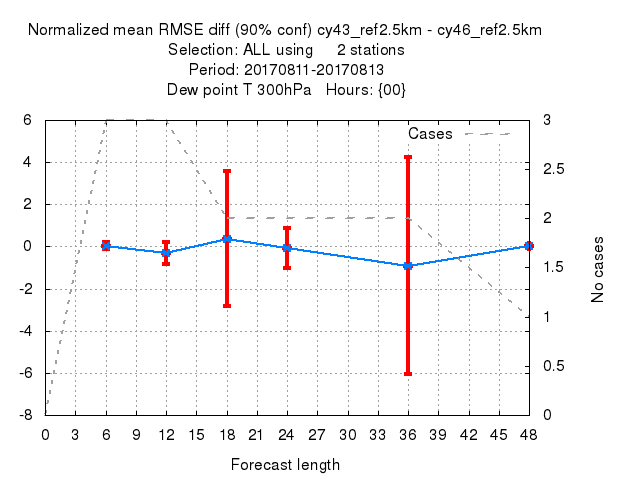 Normalized mean RMSE diff (90% conf) cy43_ref2.5km - cy46_ref2.5km
Selection: ALL using 2 stations
Period: 20170811-20170813
Dew point T 300hPa Hours: {00}
Cases
6
4
2
0
-2
-4
-6
-8
3
2.5
2
1.5
1
0.5
0
No cases
0 3 6 9 12 15 18 21 24 27 30 33 36 39 42 45 48
Forecast length